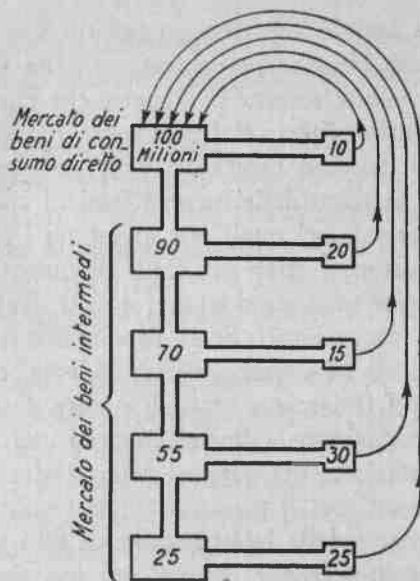 Mercato dei
beni di con-
sumo diretto
100
Milioni
10
Mercato dei beni intermedi
90
20
70
15
55
30
25
25